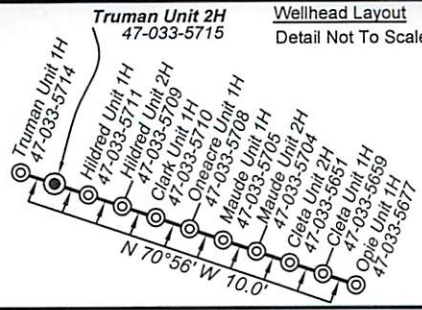 Truman Unit 2H
47-033-5715
Wellhead Layout
Detail Not To Scale
Truman Unit 1H
47-033-5714
Hildred Unit 1H
47-033-5711
Hildred Unit 2H
47-033-5709
Clark Unit 1H
47-033-5710
Oneacre Unit 1H
47-033-5708
Maude Unit 1H
47-033-5705
Maude Unit 2H
47-033-5704
Cleta Unit 2H
47-033-5651
Cleta Unit 1H
47-033-5659
Opie Unit 1H
47-033-5677
N 70°56' W 10.0'